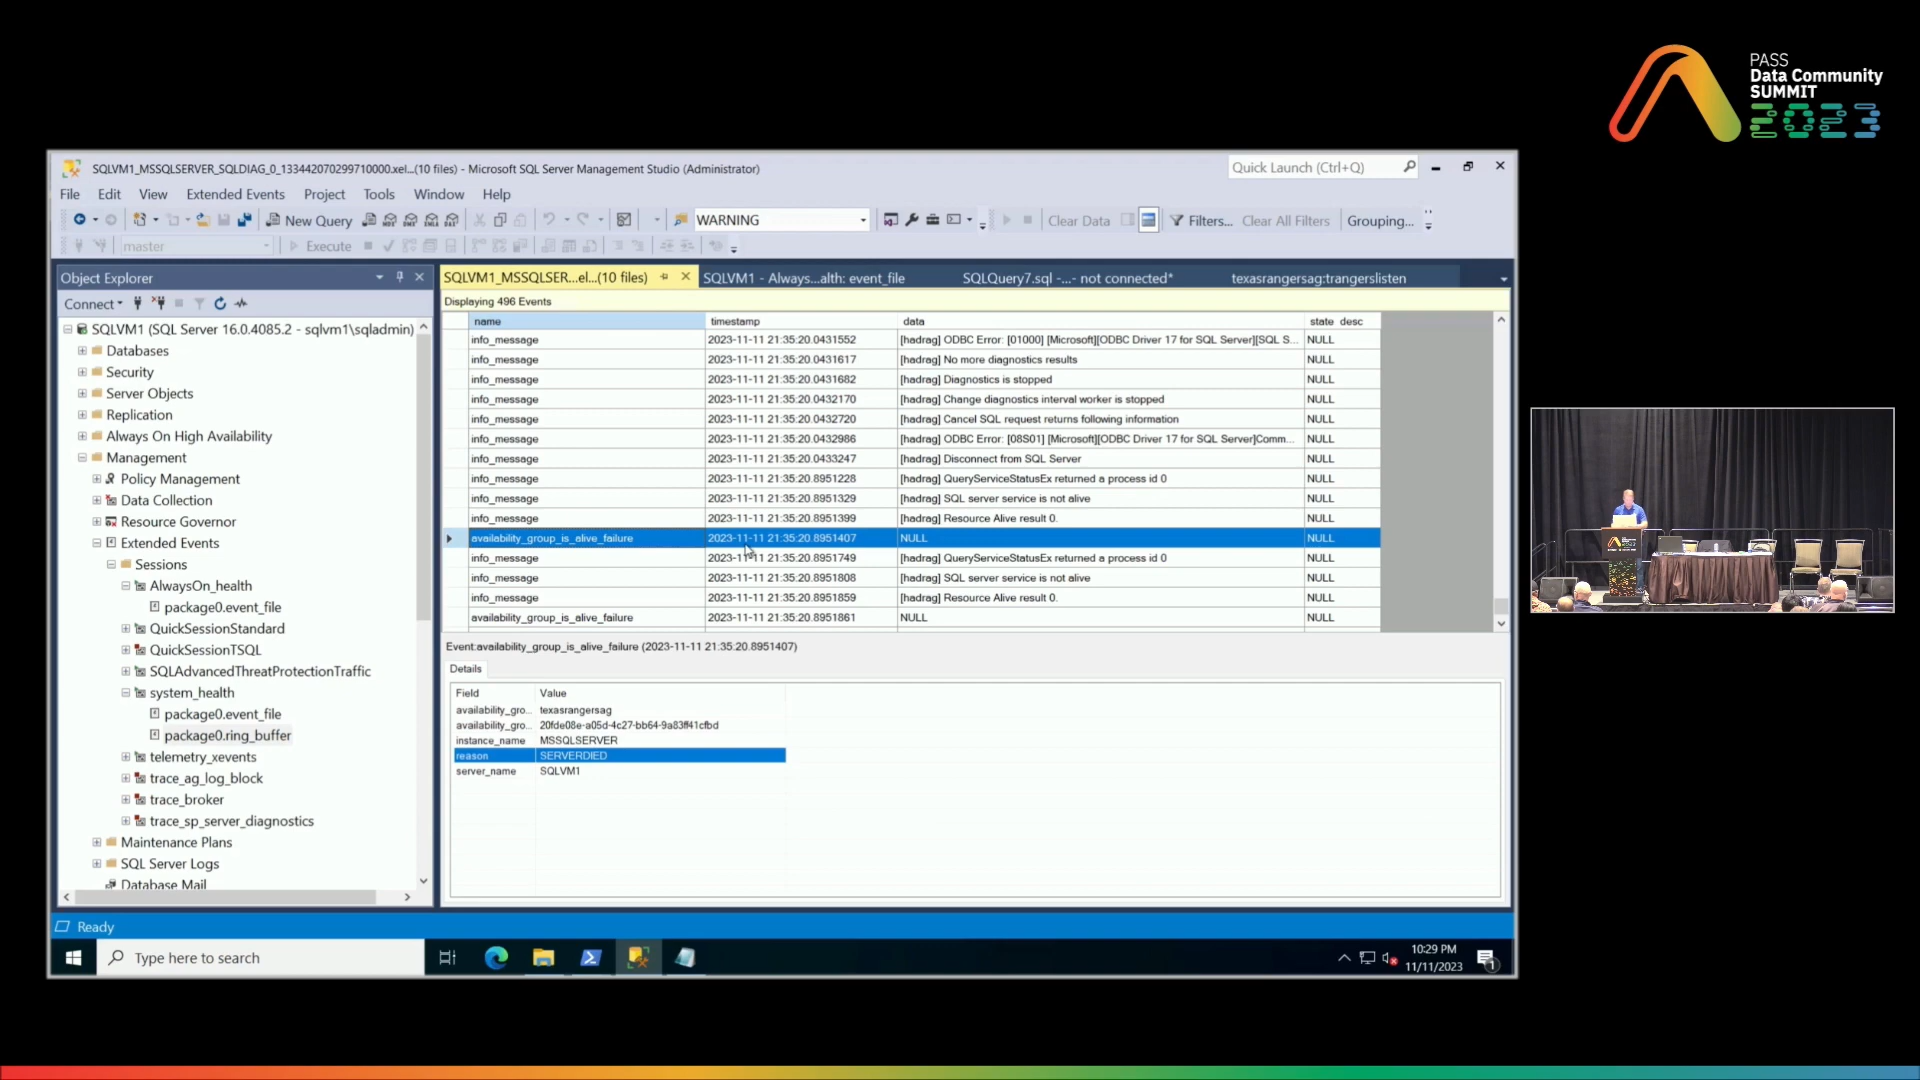 PASS
Data Community
SUMMIT
2023
SQLVM1_MSSQLSERVER_SQLDIAG_0_133442070299710000.xel...(10 files) - Microsoft SQL Server Management Studio (Administrator)
Quick Launch (Ctrl+Q)
File Edit View Extended Events Project Tools Window Help
New Query WARNING Clear Data Filters... Clear All Filters Grouping...
master Execute
Object Explorer
SQLVM1_MSSQLSER...el...(10 files) SQLVM1 - Always...alth: event_file SQLQuery7.sql -...- not connected* texasrangersag:trangerslisten
Displaying 496 Events
Connect
SQLVM1 (SQL Server 16.0.4085.2 - sqlvm1\sqladmin)
Databases
Security
Server Objects
Replication
Always On High Availability
Management
Policy Management
Data Collection
Resource Governor
Extended Events
Sessions
AlwaysOn_health
package0.event_file
QuickSessionStandard
QuickSessionTSQL
SQLAdvancedThreatProtectionTraffic
system_health
package0.event_file
package0.ring_buffer
telemetry_xevents
trace_ag_log_block
trace_broker
trace_sp_server_diagnostics
Maintenance Plans
SQL Server Logs
Database Mail
name timestamp data state_desc
info_message 2023-11-11 21:35:20.0431552 [hadrag] ODBC Error: [01000] [Microsoft][ODBC Driver 17 for SQL Server][SQL S... NULL
info_message 2023-11-11 21:35:20.0431617 [hadrag] No more diagnostics results NULL
info_message 2023-11-11 21:35:20.0431682 [hadrag] Diagnostics is stopped NULL
info_message 2023-11-11 21:35:20.0432170 [hadrag] Change diagnostics interval worker is stopped NULL
info_message 2023-11-11 21:35:20.0432720 [hadrag] Cancel SQL request returns following information NULL
info_message 2023-11-11 21:35:20.0432986 [hadrag] ODBC Error: [08S01] [Microsoft][ODBC Driver 17 for SQL Server]Comm... NULL
info_message 2023-11-11 21:35:20.0433247 [hadrag] Disconnect from SQL Server NULL
info_message 2023-11-11 21:35:20.8951228 [hadrag] QueryServiceStatusEx returned a process id 0 NULL
info_message 2023-11-11 21:35:20.8951329 [hadrag] SQL server service is not alive NULL
info_message 2023-11-11 21:35:20.8951399 [hadrag] Resource Alive result 0. NULL
availability_group_is_alive_failure 2023-11-11 21:35:20.8951407 NULL NULL
info_message 2023-11-11 21:35:20.8951749 [hadrag] QueryServiceStatusEx returned a process id 0 NULL
info_message 2023-11-11 21:35:20.8951808 [hadrag] SQL server service is not alive NULL
info_message 2023-11-11 21:35:20.8951859 [hadrag] Resource Alive result 0. NULL
availability_group_is_alive_failure 2023-11-11 21:35:20.8951861 NULL NULL
Event:availability_group_is_alive_failure (2023-11-11 21:35:20.8951407)
Details
Field Value
availability_gro... texasrangersag
availability_gro... 20fde08e-a05d-4c27-bb64-9a83ff41cfbd
instance_name MSSQLSERVER
reason SERVERDIED
server_name SQLVM1
Ready
Type here to search
10:29 PM
11/11/2023
1